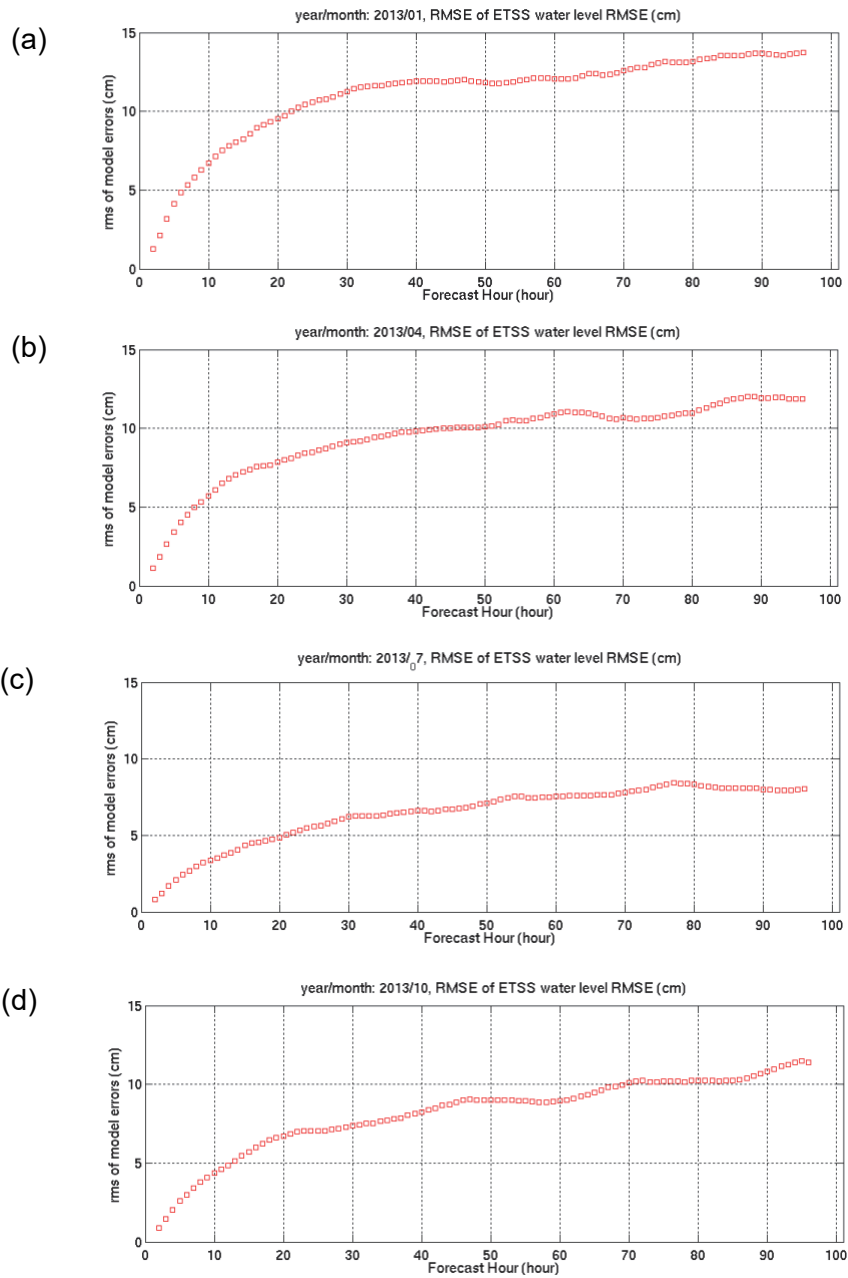 (a)
year/month: 2013/01, RMSE of ETSS water level RMSE (cm)
rms of model errors (cm)
15
10
5
0
0 10 20 30 40 50 60 70 80 90 100
Forecast Hour (hour)
(b)
year/month: 2013/04, RMSE of ETSS water level RMSE (cm)
rms of model errors (cm)
15
10
5
0
0 10 20 30 40 50 60 70 80 90 100
Forecast Hour (hour)
(c)
year/month: 2013/07, RMSE of ETSS water level RMSE (cm)
rms of model errors (cm)
15
10
5
0
0 10 20 30 40 50 60 70 80 90 100
Forecast Hour (hour)
(d)
year/month: 2013/10, RMSE of ETSS water level RMSE (cm)
rms of model errors (cm)
15
10
5
0
0 10 20 30 40 50 60 70 80 90 100
Forecast Hour (hour)